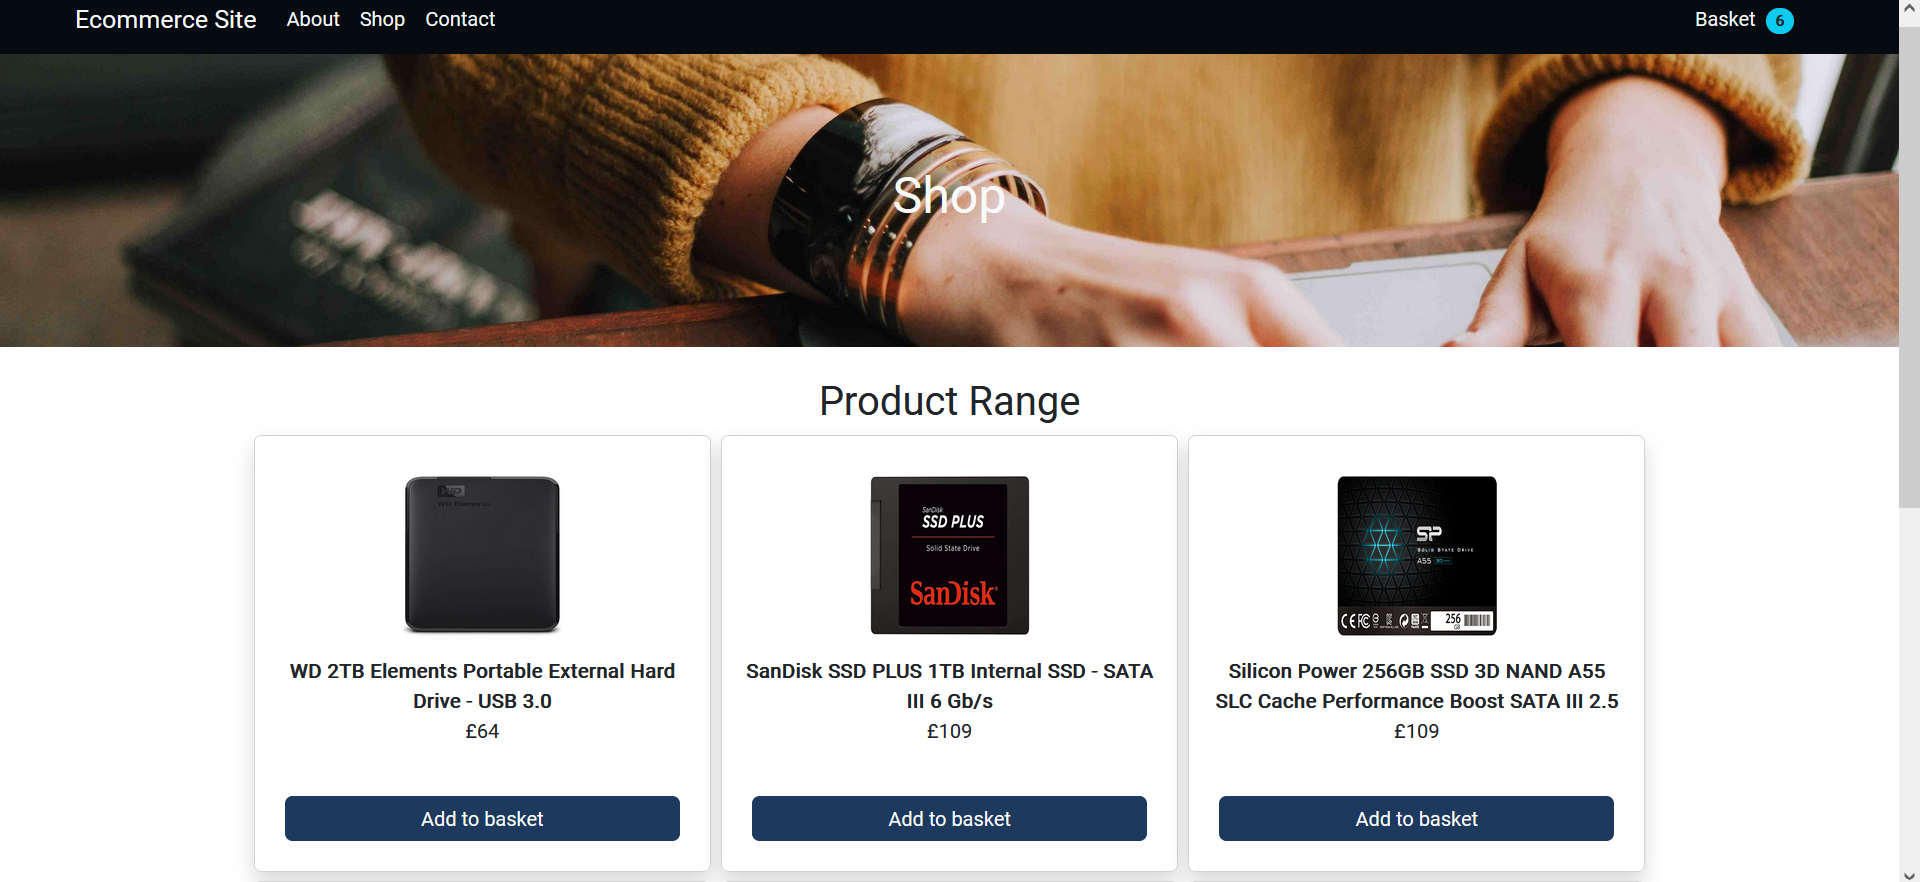 Ecommerce Site About Shop Contact Basket 6
Shop
Product Range
WD
WD Elements
SanDisk
SSD PLUS
Solid State Drive
SanDisk
SP
SOLID STATE DRIVE
A55
256
GB
WD 2TB Elements Portable External Hard
Drive - USB 3.0
£64
Add to basket
SanDisk SSD PLUS 1TB Internal SSD - SATA
III 6 Gb/s
£109
Add to basket
Silicon Power 256GB SSD 3D NAND A55
SLC Cache Performance Boost SATA III 2.5
£109
Add to basket